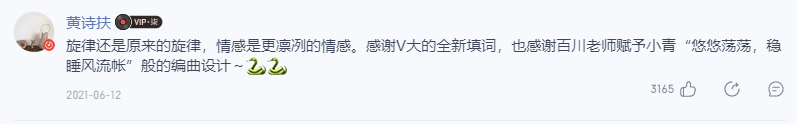 黄诗扶 VIP·柒
旋律还是原来的旋律，情感是更凛冽的情感。感谢V大的全新填词，也感谢百川老师赋予小青“悠悠荡荡，稳
睡风流帐”般的编曲设计～🐍🐍
2021-06-12
3165